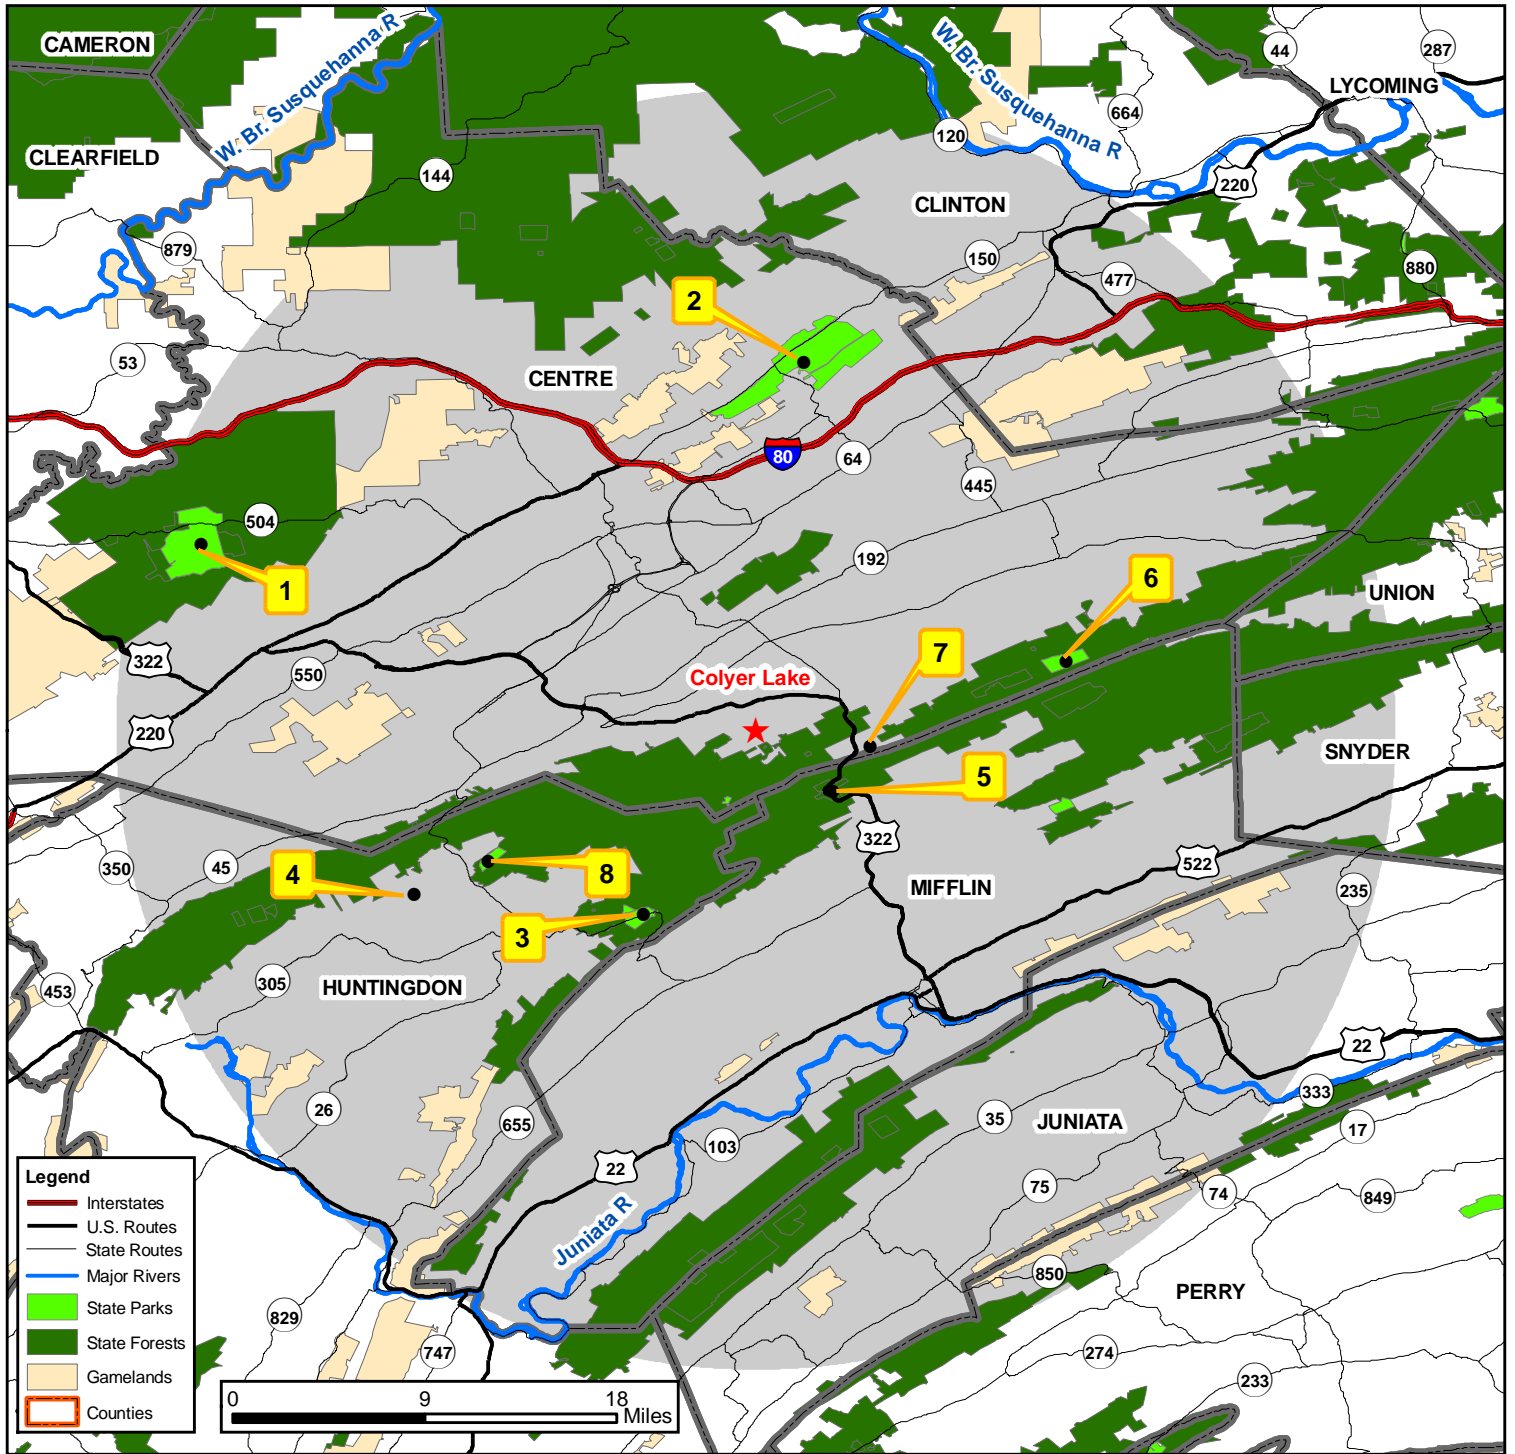 CAMERON
W. Br. Susquehanna R
W. Br. Susquehanna R
44
287
LYCOMING
664
120
CLEARFIELD
144
220
CLINTON
879
150
477
880
2
53
CENTRE
80
64
445
504
192
1
6
UNION
7
322
550
Colyer Lake
220
SNYDER
5
322
522
350
45
4
8
MIFFLIN
235
3
305
HUNTINGDON
453
22
26
655
103
35
JUNIATA
333
17
22
75
74
849
Juniata R
850
PERRY
829
747
274
233
Legend
Interstates
U.S. Routes
State Routes
Major Rivers
State Parks
State Forests
Gamelands
Counties
0 9 18
Miles